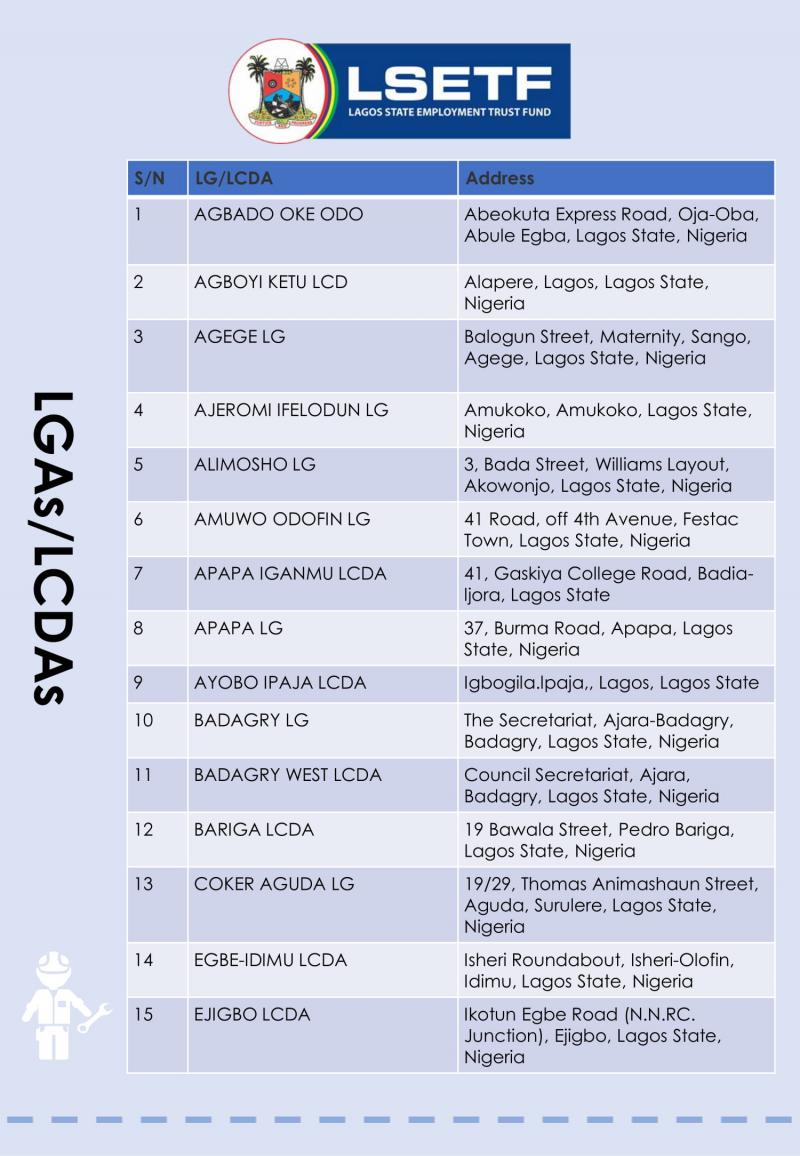 LSETF
LAGOS STATE EMPLOYMENT TRUST FUND
LGAs/LCDAs
S/N LG/LCDA Address
1 AGBADO OKE ODO Abeokuta Express Road, Oja-Oba,
Abule Egba, Lagos State, Nigeria
2 AGBOYI KETU LCD Alapere, Lagos, Lagos State,
Nigeria
3 AGEGE LG Balogun Street, Maternity, Sango,
Agege, Lagos State, Nigeria
4 AJEROMI IFELODUN LG Amukoko, Amukoko, Lagos State,
Nigeria
5 ALIMOSHO LG 3, Bada Street, Williams Layout,
Akowonjo, Lagos State, Nigeria
6 AMUWO ODOFIN LG 41 Road, off 4th Avenue, Festac
Town, Lagos State, Nigeria
7 APAPA IGANMU LCDA 41, Gaskiya College Road, Badia-
Ijora, Lagos State
8 APAPA LG 37, Burma Road, Apapa, Lagos
State, Nigeria
9 AYOBO IPAJA LCDA Igbogila.Ipaja,, Lagos, Lagos State
10 BADAGRY LG The Secretariat, Ajara-Badagry,
Badagry, Lagos State, Nigeria
11 BADAGRY WEST LCDA Council Secretariat, Ajara,
Badagry, Lagos State, Nigeria
12 BARIGA LCDA 19 Bawala Street, Pedro Bariga,
Lagos State, Nigeria
13 COKER AGUDA LG 19/29, Thomas Animashaun Street,
Aguda, Surulere, Lagos State,
Nigeria
14 EGBE-IDIMU LCDA Isheri Roundabout, Isheri-Olofin,
Idimu, Lagos State, Nigeria
15 EJIGBO LCDA Ikotun Egbe Road (N.N.RC.
Junction), Ejigbo, Lagos State,
Nigeria